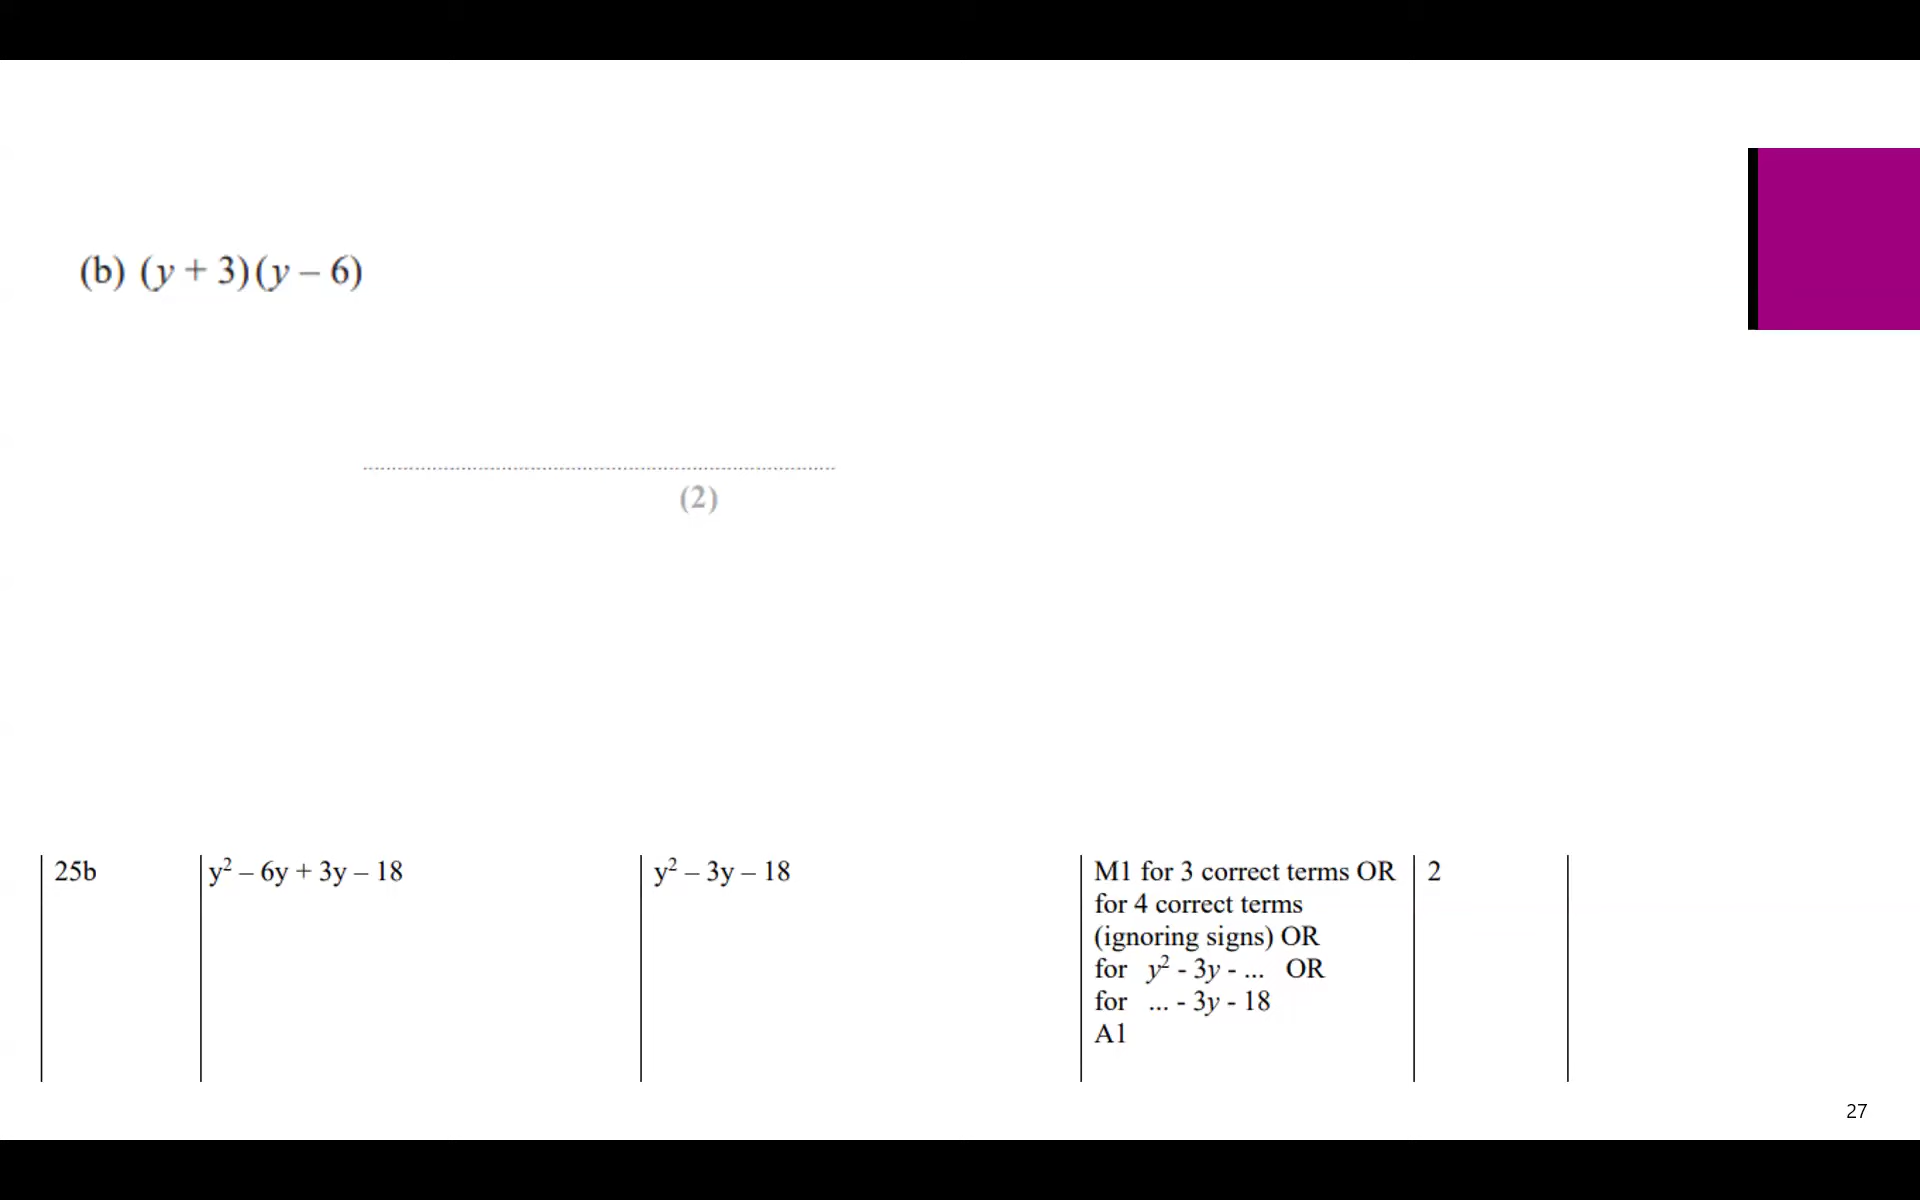 (b) (y + 3)(y – 6)
(2)
25b
y² – 6y + 3y – 18
y² – 3y – 18
M1 for 3 correct terms OR
for 4 correct terms
(ignoring signs) OR
for y² - 3y - ... OR
for ... - 3y - 18
A1
2
27